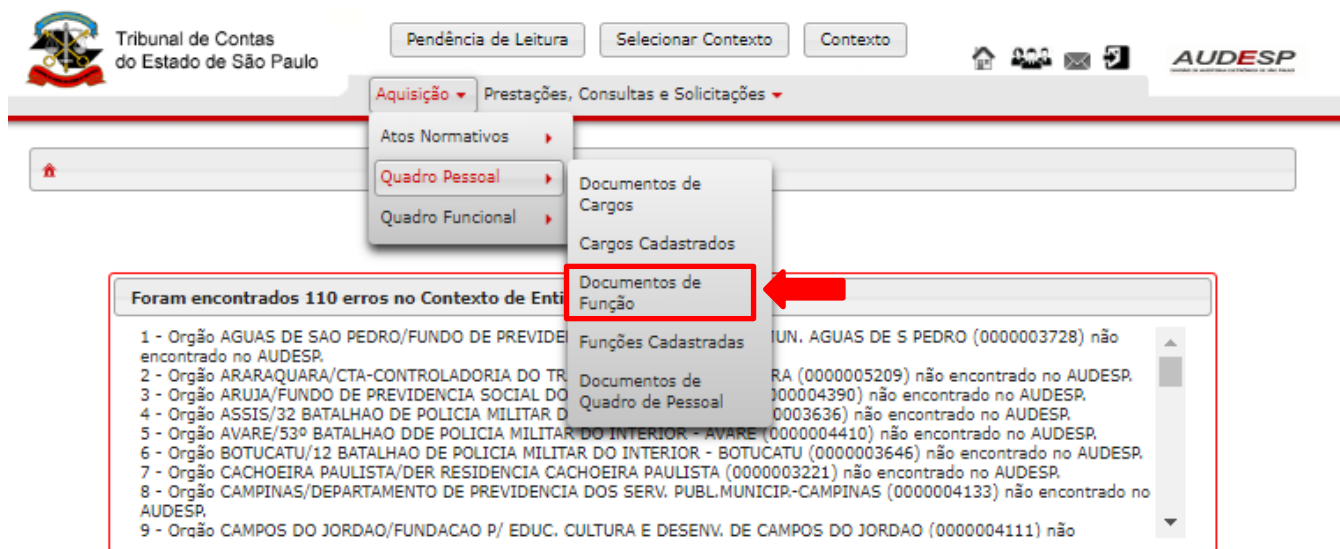 Tribunal de Contas
do Estado de São Paulo
Pendência de Leitura
Selecionar Contexto
Contexto
AUDESP
Aquisição
Prestações, Consultas e Solicitações
Atos Normativos
Quadro Pessoal
Quadro Funcional
Documentos de
Cargos
Cargos Cadastrados
Documentos de
Função
Funções Cadastradas
Documentos de
Quadro de Pessoal
Foram encontrados 110 erros no Contexto de Enti
1 - Orgão AGUAS DE SAO PEDRO/FUNDO DE PREVIDE UN. AGUAS DE S PEDRO (0000003728) não
encontrado no AUDESP.
2 - Orgão ARARAQUARA/CTA-CONTROLADORIA DO TR RA (0000005209) não encontrado no AUDESP.
3 - Orgão ARUJA/FUNDO DE PREVIDENCIA SOCIAL DO 00004390) não encontrado no AUDESP.
4 - Orgão ASSIS/32 BATALHAO DE POLICIA MILITAR D 0003636) não encontrado no AUDESP.
5 - Orgão AVARE/53º BATALHAO DDE POLICIA MILITAR DO INTERIOR - AVARE (0000004410) não encontrado no AUDESP.
6 - Orgão BOTUCATU/12 BATALHAO DE POLICIA MILITAR DO INTERIOR - BOTUCATU (0000003646) não encontrado no AUDESP.
7 - Orgão CACHOEIRA PAULISTA/DER RESIDENCIA CACHOEIRA PAULISTA (0000003221) não encontrado no AUDESP.
8 - Orgão CAMPINAS/DEPARTAMENTO DE PREVIDENCIA DOS SERV. PUBL.MUNICIP.-CAMPINAS (0000004133) não encontrado no
AUDESP.
9 - Orgão CAMPOS DO JORDAO/FUNDACAO P/ EDUC. CULTURA E DESENV. DE CAMPOS DO JORDAO (0000004111) não